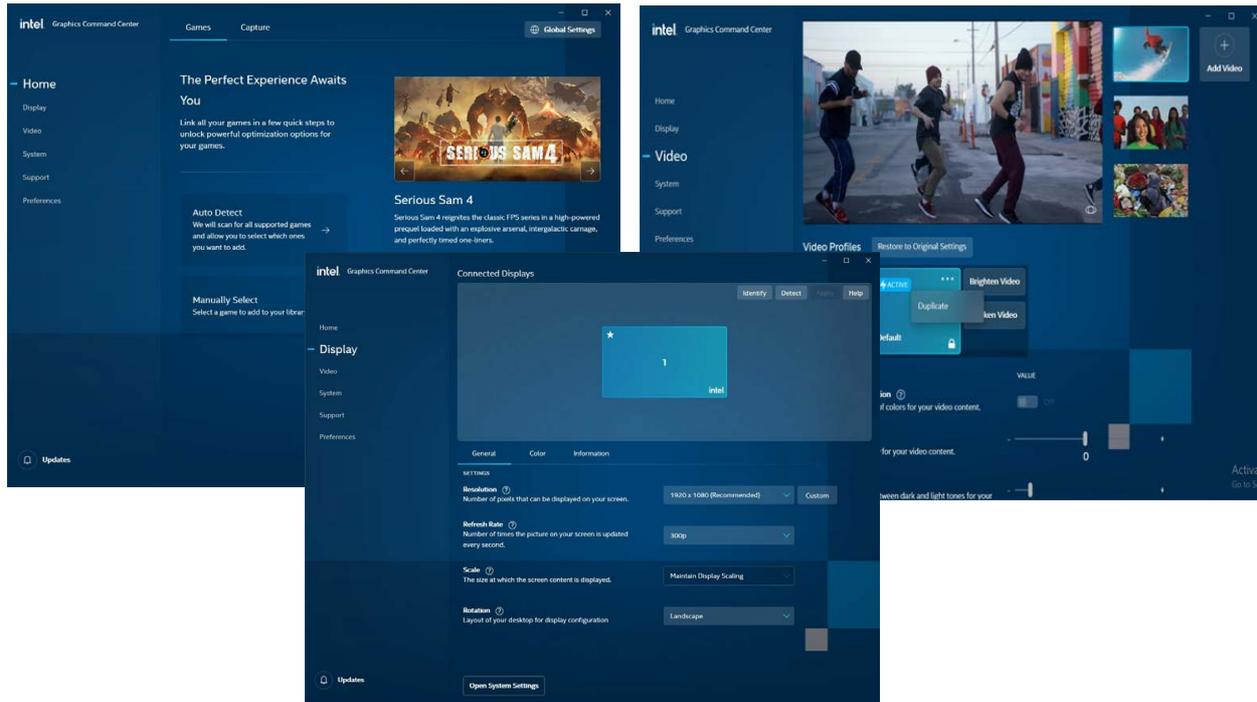 intel Graphics Command Center
Games
Capture
Global Settings
Home
Display
Video
System
Support
Preferences
Updates
The Perfect Experience Awaits
You
Link all your games in a few quick steps to
unlock powerful optimization options for
your games.
Auto Detect
We will scan for all supported games
and allow you to select which ones
you want to add.
Manually Select
Select a game to add to your librar
SERIOUS SAM 4
Serious Sam 4
Serious Sam 4 reignites the classic FPS series in a high-powered
prequel loaded with an explosive arsenal, intergalactic carnage,
and perfectly timed one-liners.
intel Graphics Command Center
Home
Display
Video
System
Support
Preferences
Add Video
Video Profiles
Restore to Original Settings
ACTIVE
Duplicate
Default
Brighten Video
ken Video
VALUE
ion
of colors for your video content.
Off
for your video content.
0
tween dark and light tones for your
Activa
Go to S
intel Graphics Command Center
Home
Display
Video
System
Support
Preferences
Updates
Connected Displays
Identify
Detect
Apply
Help
1
intel
General
Color
Information
SETTINGS
Resolution
Number of pixels that can be displayed on your screen.
1920 x 1080 (Recommended)
Custom
Refresh Rate
Number of times the picture on your screen is updated
every second.
300p
Scale
The size at which the screen content is displayed.
Maintain Display Scaling
Rotation
Layout of your desktop for display configuration
Landscape
Open System Settings